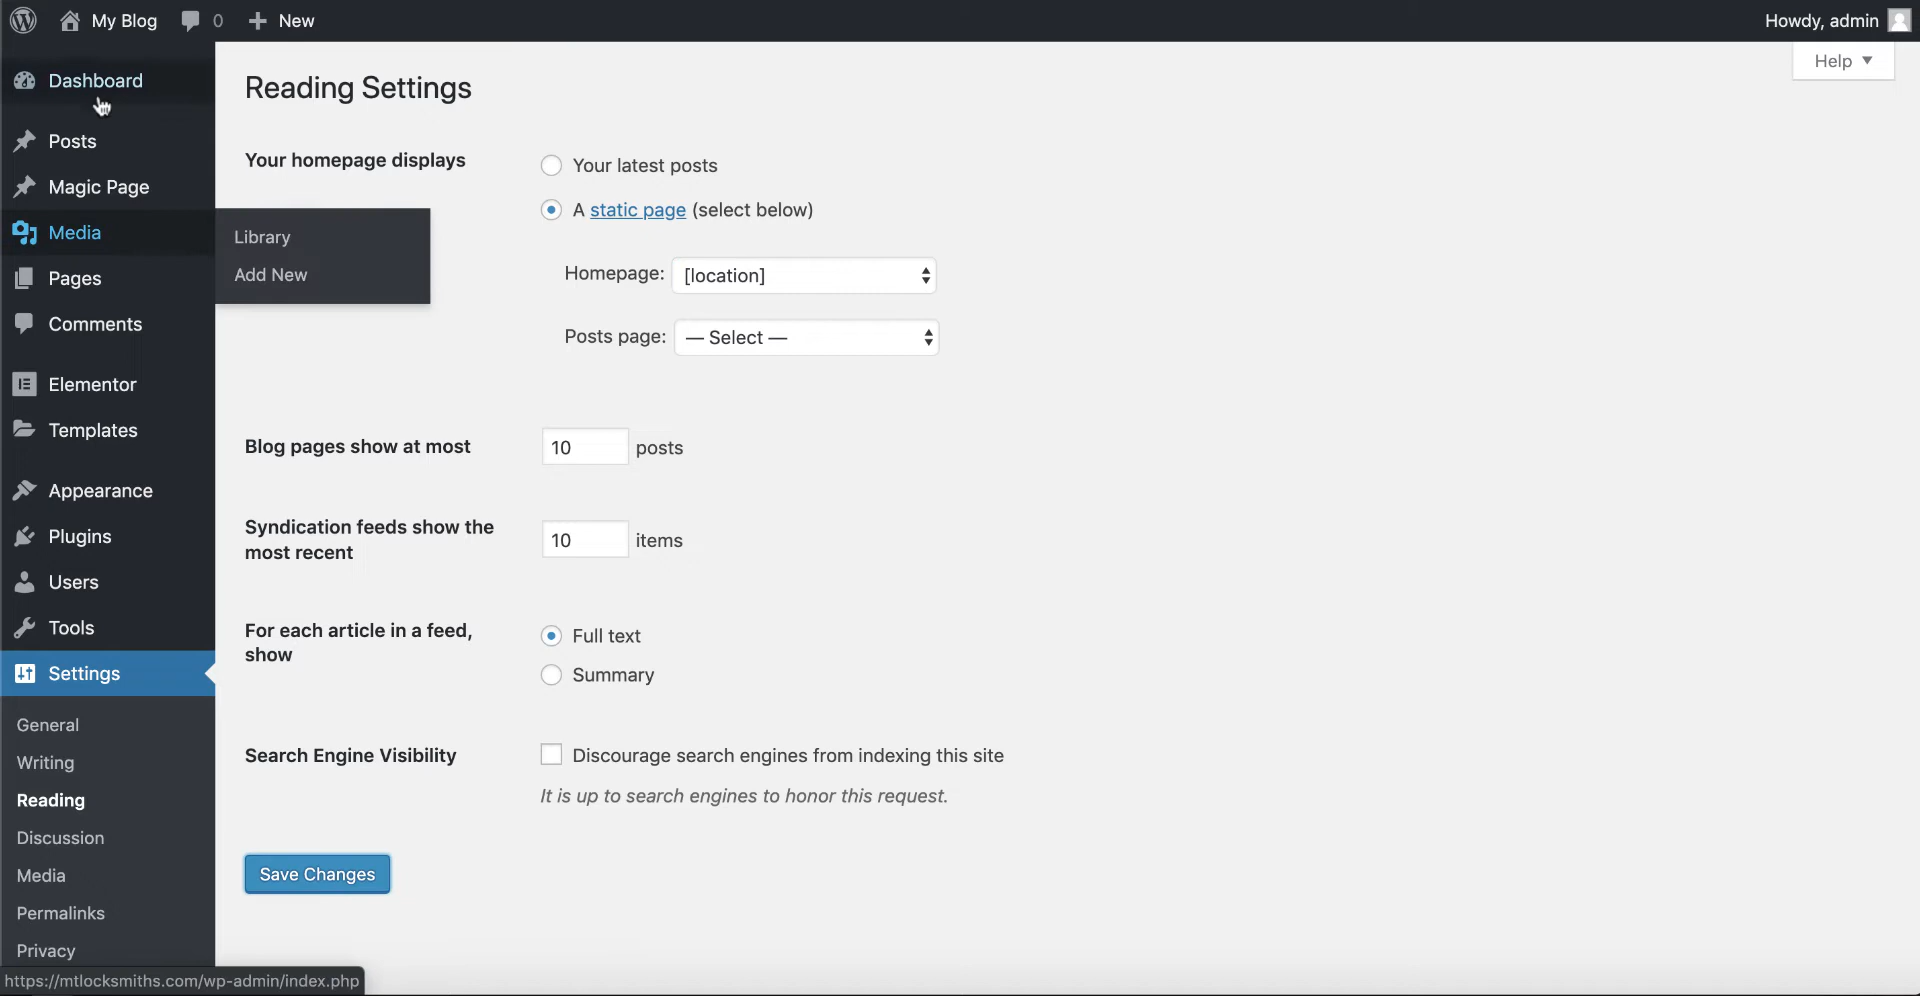 My Blog 0 New Howdy, admin
Help
Dashboard
Posts
Magic Page
Media
Library
Add New
Pages
Comments
Elementor
Templates
Appearance
Plugins
Users
Tools
Settings
General
Writing
Reading
Discussion
Media
Permalinks
Privacy
https://mtlocksmiths.com/wp-admin/index.php
Reading Settings
Your homepage displays
Your latest posts
A static page (select below)
Homepage: [location]
Posts page: — Select —
Blog pages show at most 10 posts
Syndication feeds show the
most recent
10 items
For each article in a feed,
show
Full text
Summary
Search Engine Visibility
Discourage search engines from indexing this site
It is up to search engines to honor this request.
Save Changes